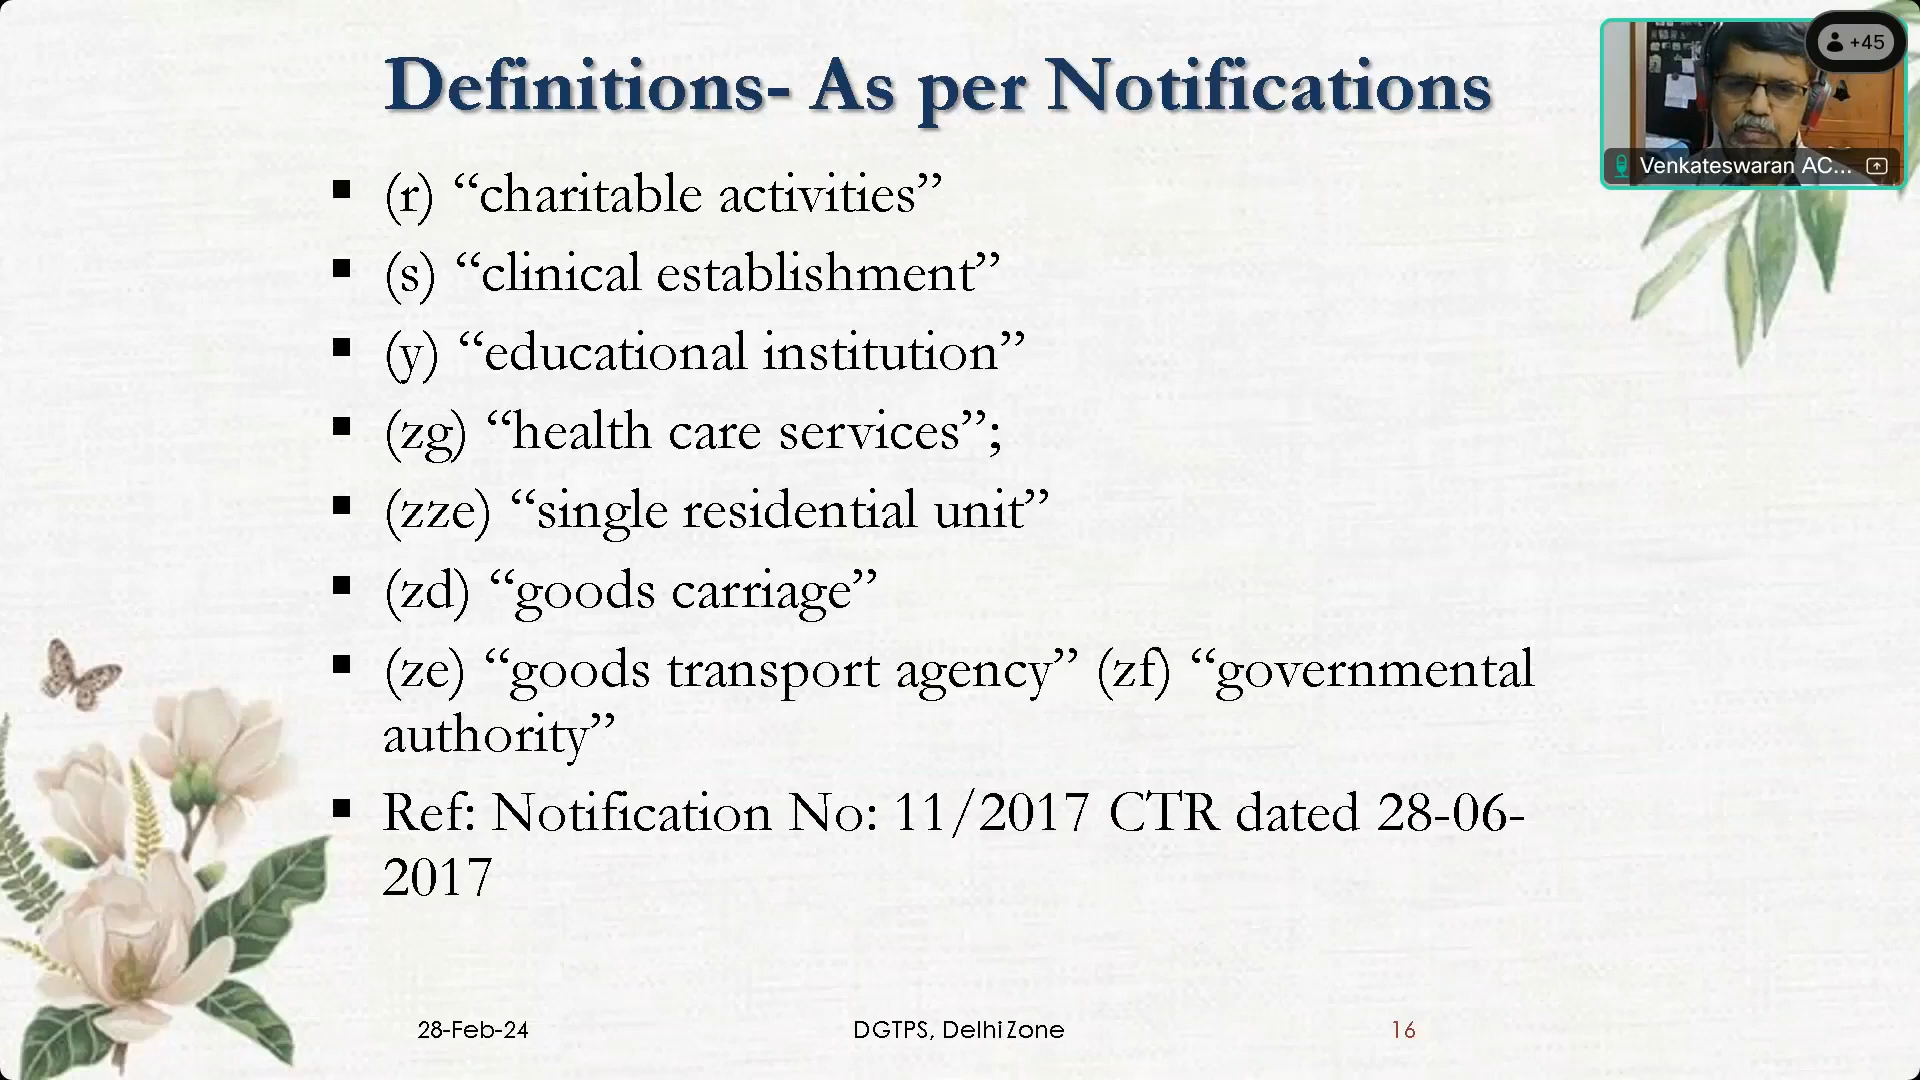 Definitions- As per Notifications
+45
Venkateswaran AC...
(r) “charitable activities”
(s) “clinical establishment”
(y) “educational institution”
(zg) “health care services”;
(zze) “single residential unit”
(zd) “goods carriage”
(ze) “goods transport agency” (zf) “governmental
authority”
Ref: Notification No: 11/2017 CTR dated 28-06-
2017
28-Feb-24
DGTPS, Delhi Zone
16